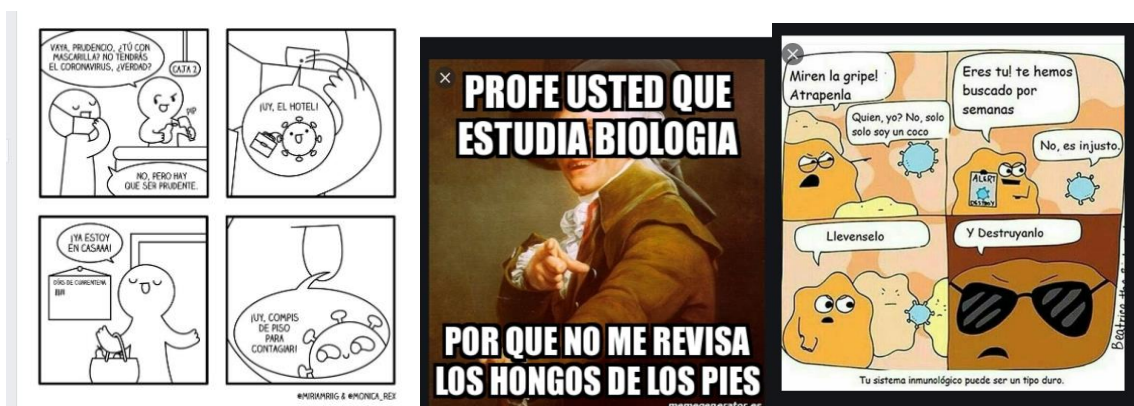 VAYA, PRUDENCIO, ¿TÚ CON
MASCARILLA? NO TENDRÁS
EL CORONAVIRUS, ¿VERDAD?
CAJA 2
PIP
NO, PERO HAY
QUE SER PRUDENTE.
¡UY, EL HOTEL!
¡YA ESTOY
EN CASAAA!
DÍAS DE CUARENTENA
¡UY, COMPIS
DE PISO
PARA
CONTAGIAR!
@MIRIAMRIIG & @MONICA_REX
PROFE USTED QUE
ESTUDIA BIOLOGIA
POR QUE NO ME REVISA
LOS HONGOS DE LOS PIES
memegenerator.es
Miren la gripe!
Atrapenla
Quien, yo? No, solo
solo soy un coco
Eres tu! te hemos
buscado por
semanas
No, es injusto.
ALERT
Llevenselo
Y Destruyanlo
Beatrice the
Tu sistema inmunológico puede ser un tipo duro.